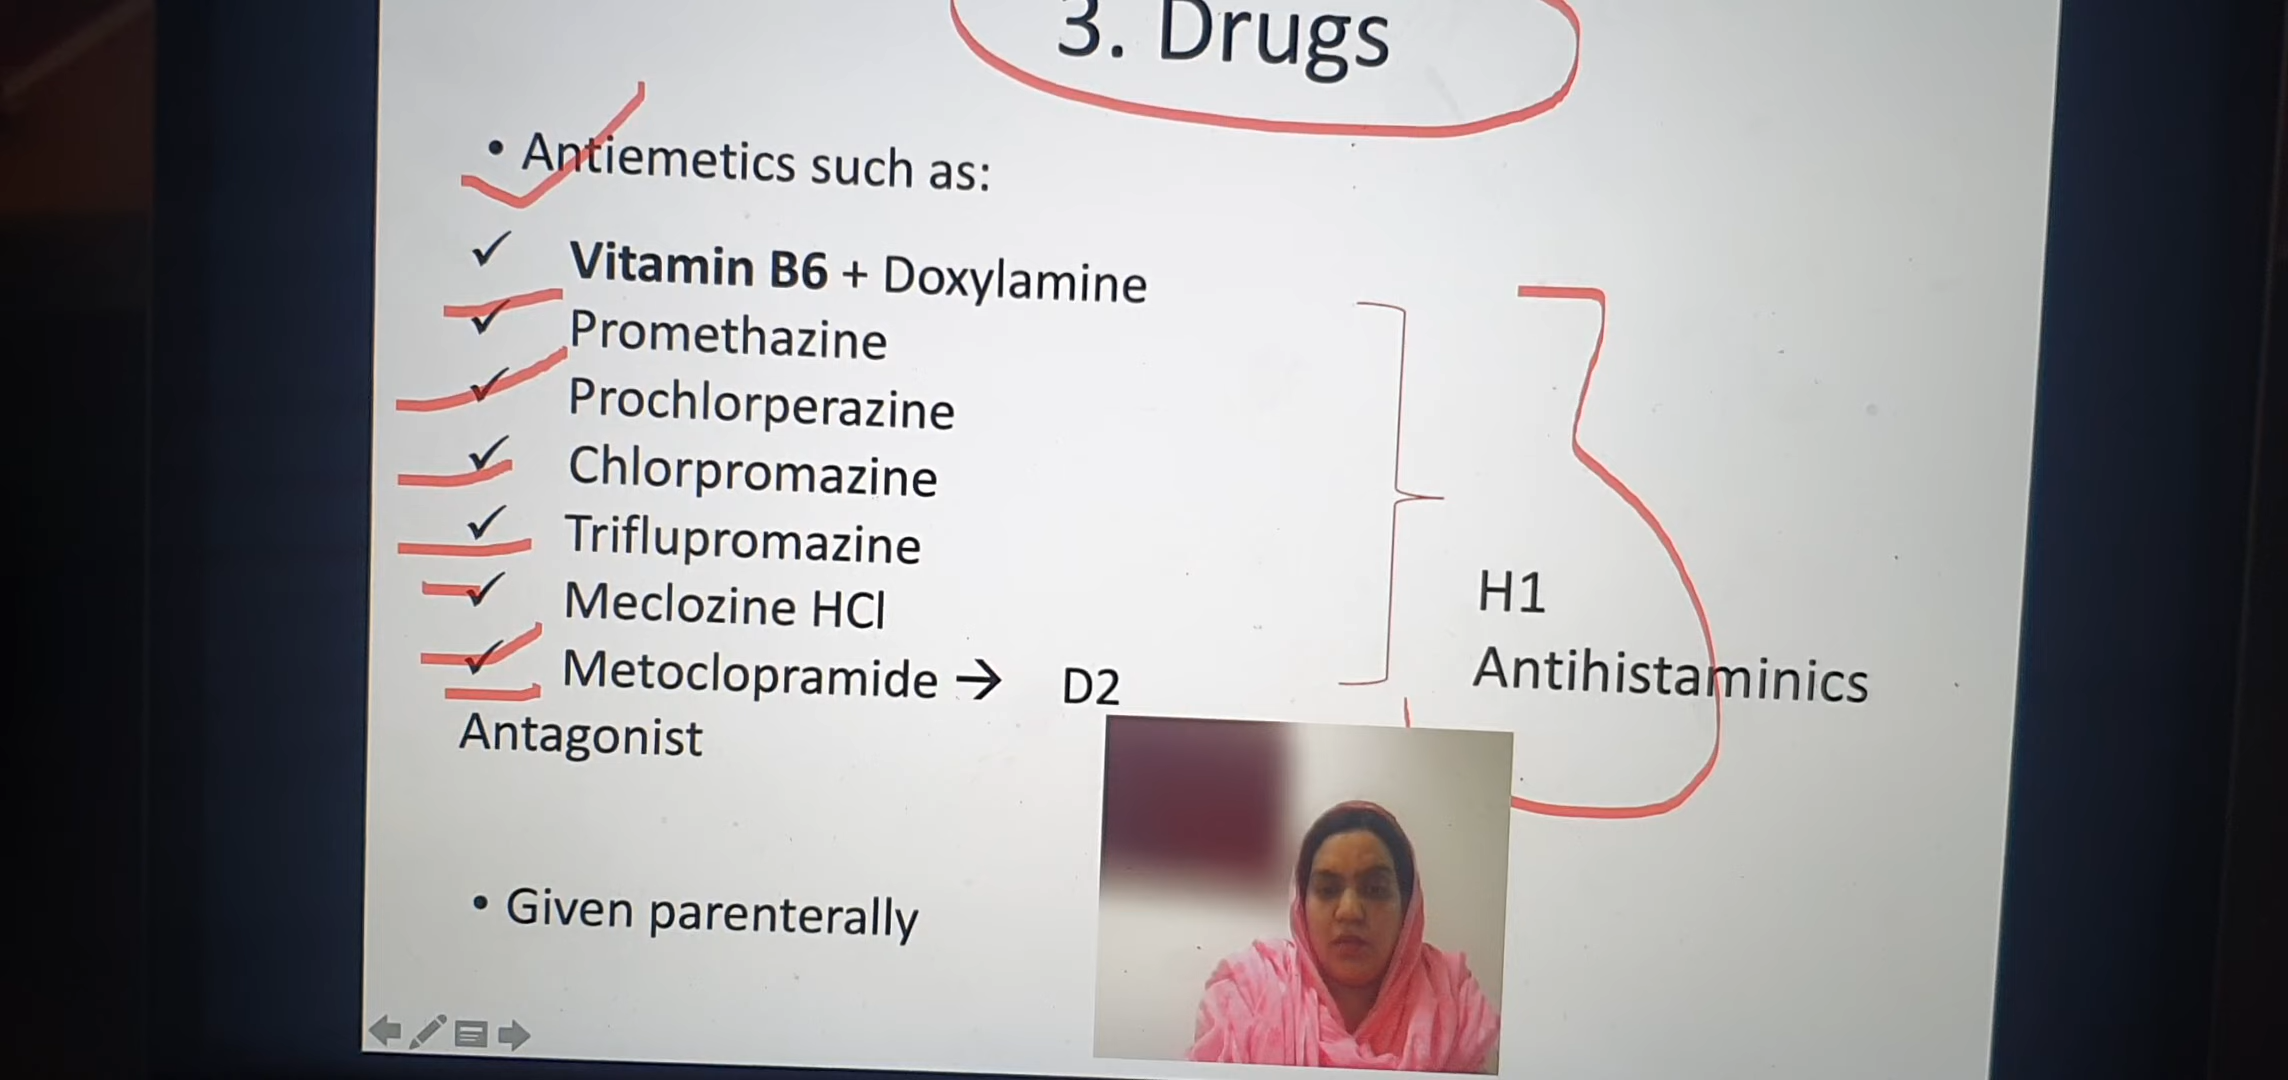 3. Drugs
• Antiemetics such as:
✓ Vitamin B6 + Doxylamine
✓ Promethazine
✓ Prochlorperazine
✓ Chlorpromazine
✓ Triflupromazine
✓ Meclozine HCl
✓ Metoclopramide → D2
Antagonist
H1
Antihistaminics
• Given parenterally